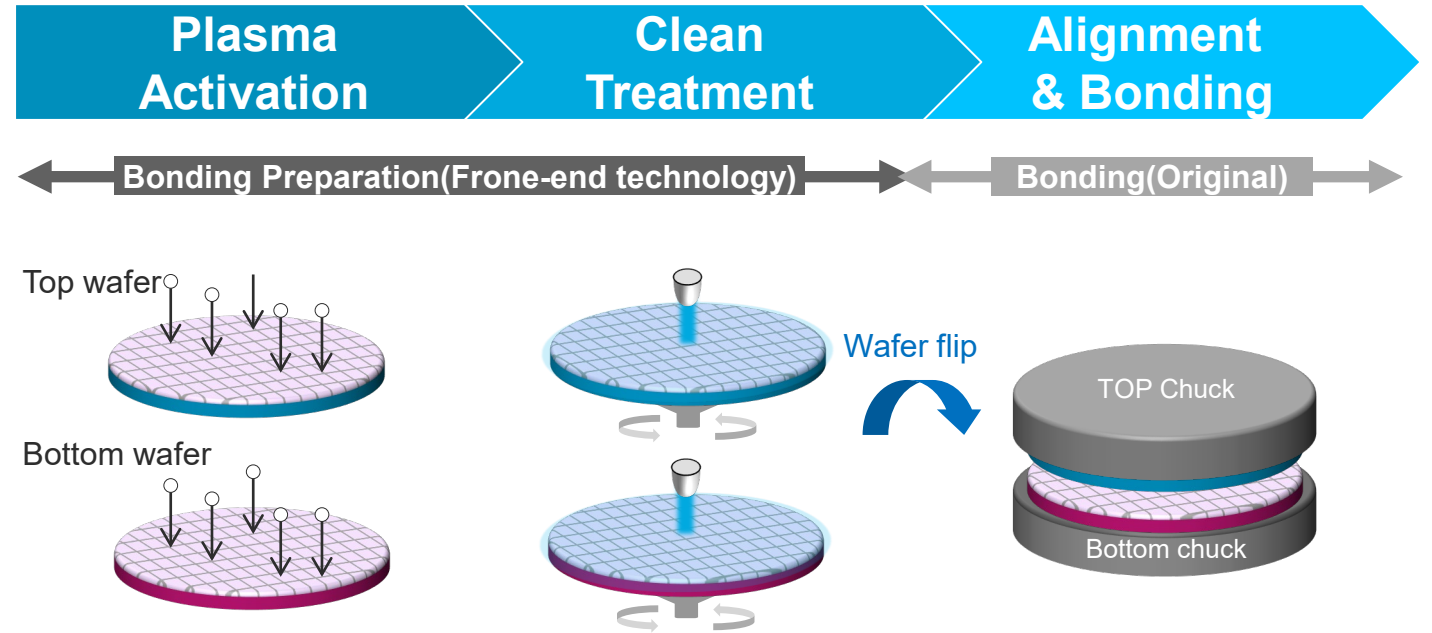 Plasma
Activation
Clean
Treatment
Alignment
& Bonding
Bonding Preparation(Frone-end technology)
Bonding(Original)
Top wafer
Wafer flip
TOP Chuck
Bottom wafer
Bottom chuck